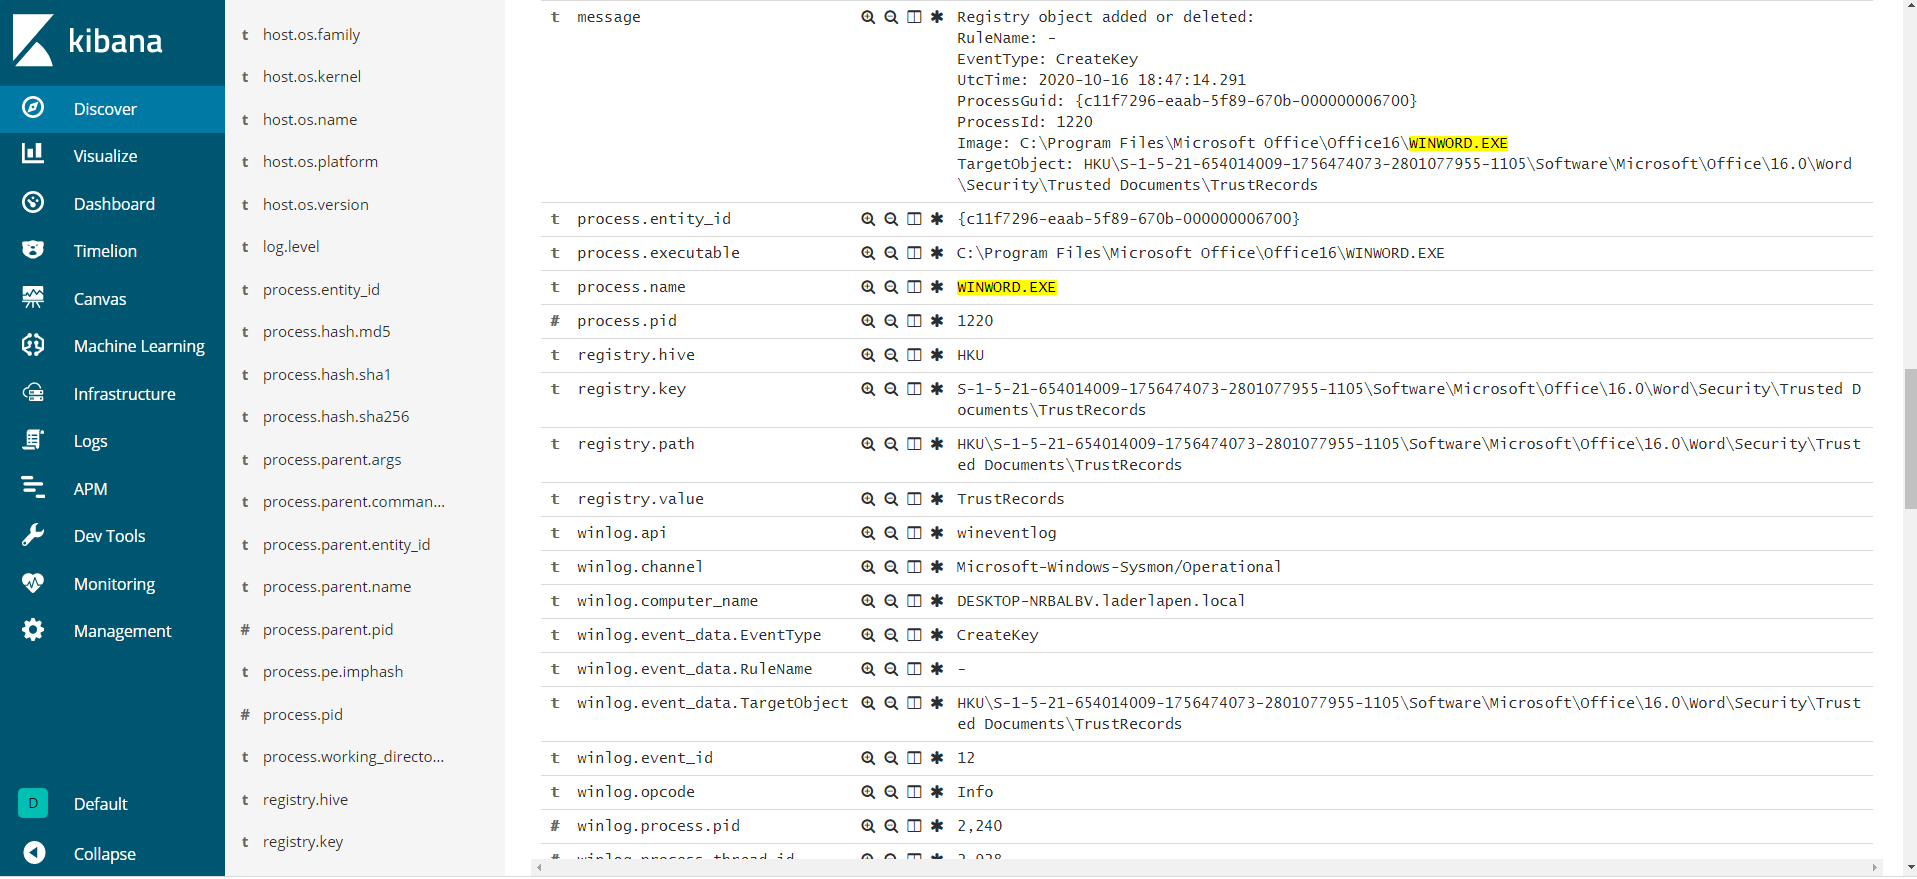 kibana
Discover
Visualize
Dashboard
Timelion
Canvas
Machine Learning
Infrastructure
Logs
APM
Dev Tools
Monitoring
Management
D Default
Collapse
t host.os.family
t host.os.kernel
t host.os.name
t host.os.platform
t host.os.version
t log.level
t process.entity_id
t process.hash.md5
t process.hash.sha1
t process.hash.sha256
t process.parent.args
t process.parent.comman...
t process.parent.entity_id
t process.parent.name
# process.parent.pid
t process.pe.imphash
# process.pid
t process.working_directo...
t registry.hive
t registry.key
t message Registry object added or deleted:
RuleName: -
EventType: CreateKey
UtcTime: 2020-10-16 18:47:14.291
ProcessGuid: {c11f7296-eaab-5f89-670b-000000006700}
ProcessId: 1220
Image: C:\Program Files\Microsoft Office\Office16\WINWORD.EXE
TargetObject: HKU\S-1-5-21-654014009-1756474073-2801077955-1105\Software\Microsoft\Office\16.0\Word
\Security\Trusted Documents\TrustRecords
t process.entity_id {c11f7296-eaab-5f89-670b-000000006700}
t process.executable C:\Program Files\Microsoft Office\Office16\WINWORD.EXE
t process.name WINWORD.EXE
# process.pid 1220
t registry.hive HKU
t registry.key S-1-5-21-654014009-1756474073-2801077955-1105\Software\Microsoft\Office\16.0\Word\Security\Trusted D
ocuments\TrustRecords
t registry.path HKU\S-1-5-21-654014009-1756474073-2801077955-1105\Software\Microsoft\Office\16.0\Word\Security\Trust
ed Documents\TrustRecords
t registry.value TrustRecords
t winlog.api wineventlog
t winlog.channel Microsoft-Windows-Sysmon/Operational
t winlog.computer_name DESKTOP-NRBALBV.laderlapen.local
t winlog.event_data.EventType CreateKey
t winlog.event_data.RuleName -
t winlog.event_data.TargetObject HKU\S-1-5-21-654014009-1756474073-2801077955-1105\Software\Microsoft\Office\16.0\Word\Security\Trust
ed Documents\TrustRecords
t winlog.event_id 12
t winlog.opcode Info
# winlog.process.pid 2,240
# winlog.process.thread.id